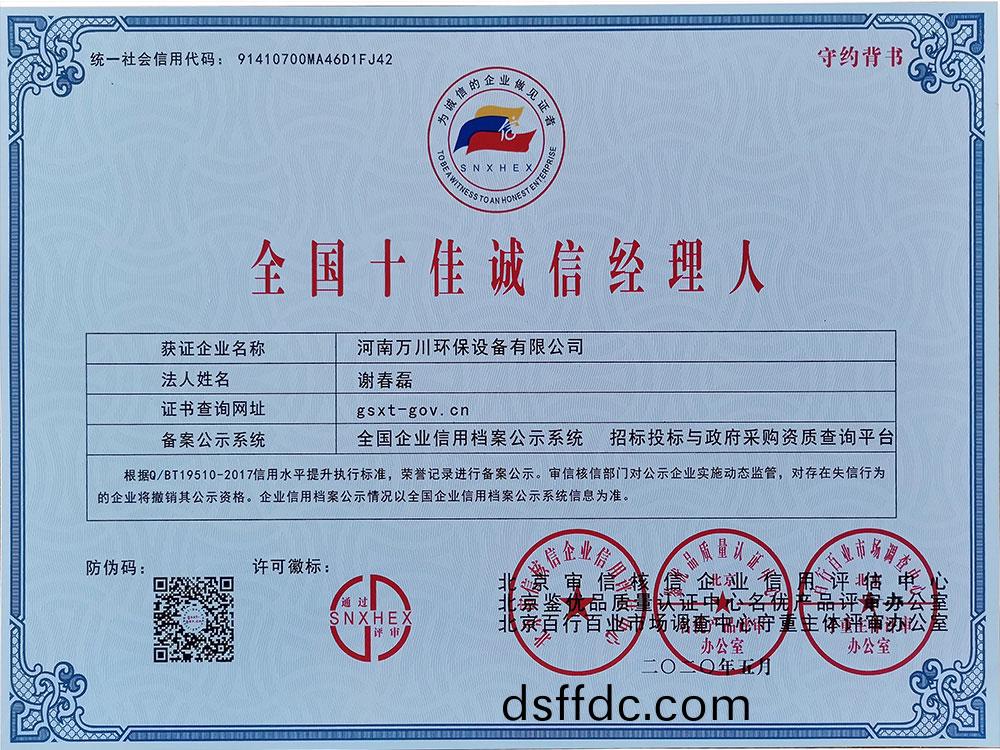 统一社会信用代码： 91410700MA46D1FJ42
守约背书
为诚信的企业做见证者
SNXHEX
TO BE A WITNESS TO AN HONEST ENTERPRISE
全国十佳诚信经理人
获证企业名称 河南万川环保设备有限公司
法人姓名 谢春磊
证书查询网址 gsxt-gov.cn
备案公示系统 全国企业信用档案公示系统 招标投标与政府采购资质查询平台
根据Q/BT19510-2017信用水平提升执行标准，荣誉记录进行备案公示。审信核信部门对公示企业实施动态监管，对存在失信行为
的企业将撤销其公示资格。企业信用档案公示情况以全国企业信用档案公示系统信息为准。
防伪码：
许可徽标：
通过
SNXHEX
评审
北京审信核信企业信用评估中心
北京鉴优品质量认证中心名优产品评审办公室
北京百行百业市场调查中心守重主体评审办公室
办公室
办公室
二〇二〇年五月
dsffdc.com